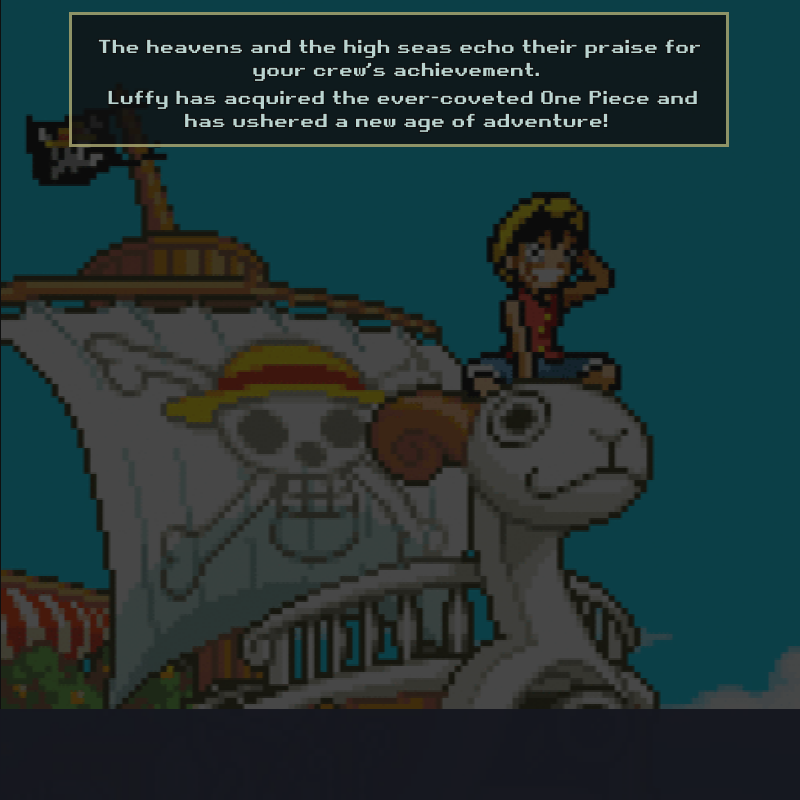 The heavens and the high seas echo their praise for
your crew's achievement.
Luffy has acquired the ever-coveted One Piece and
has ushered a new age of adventure!